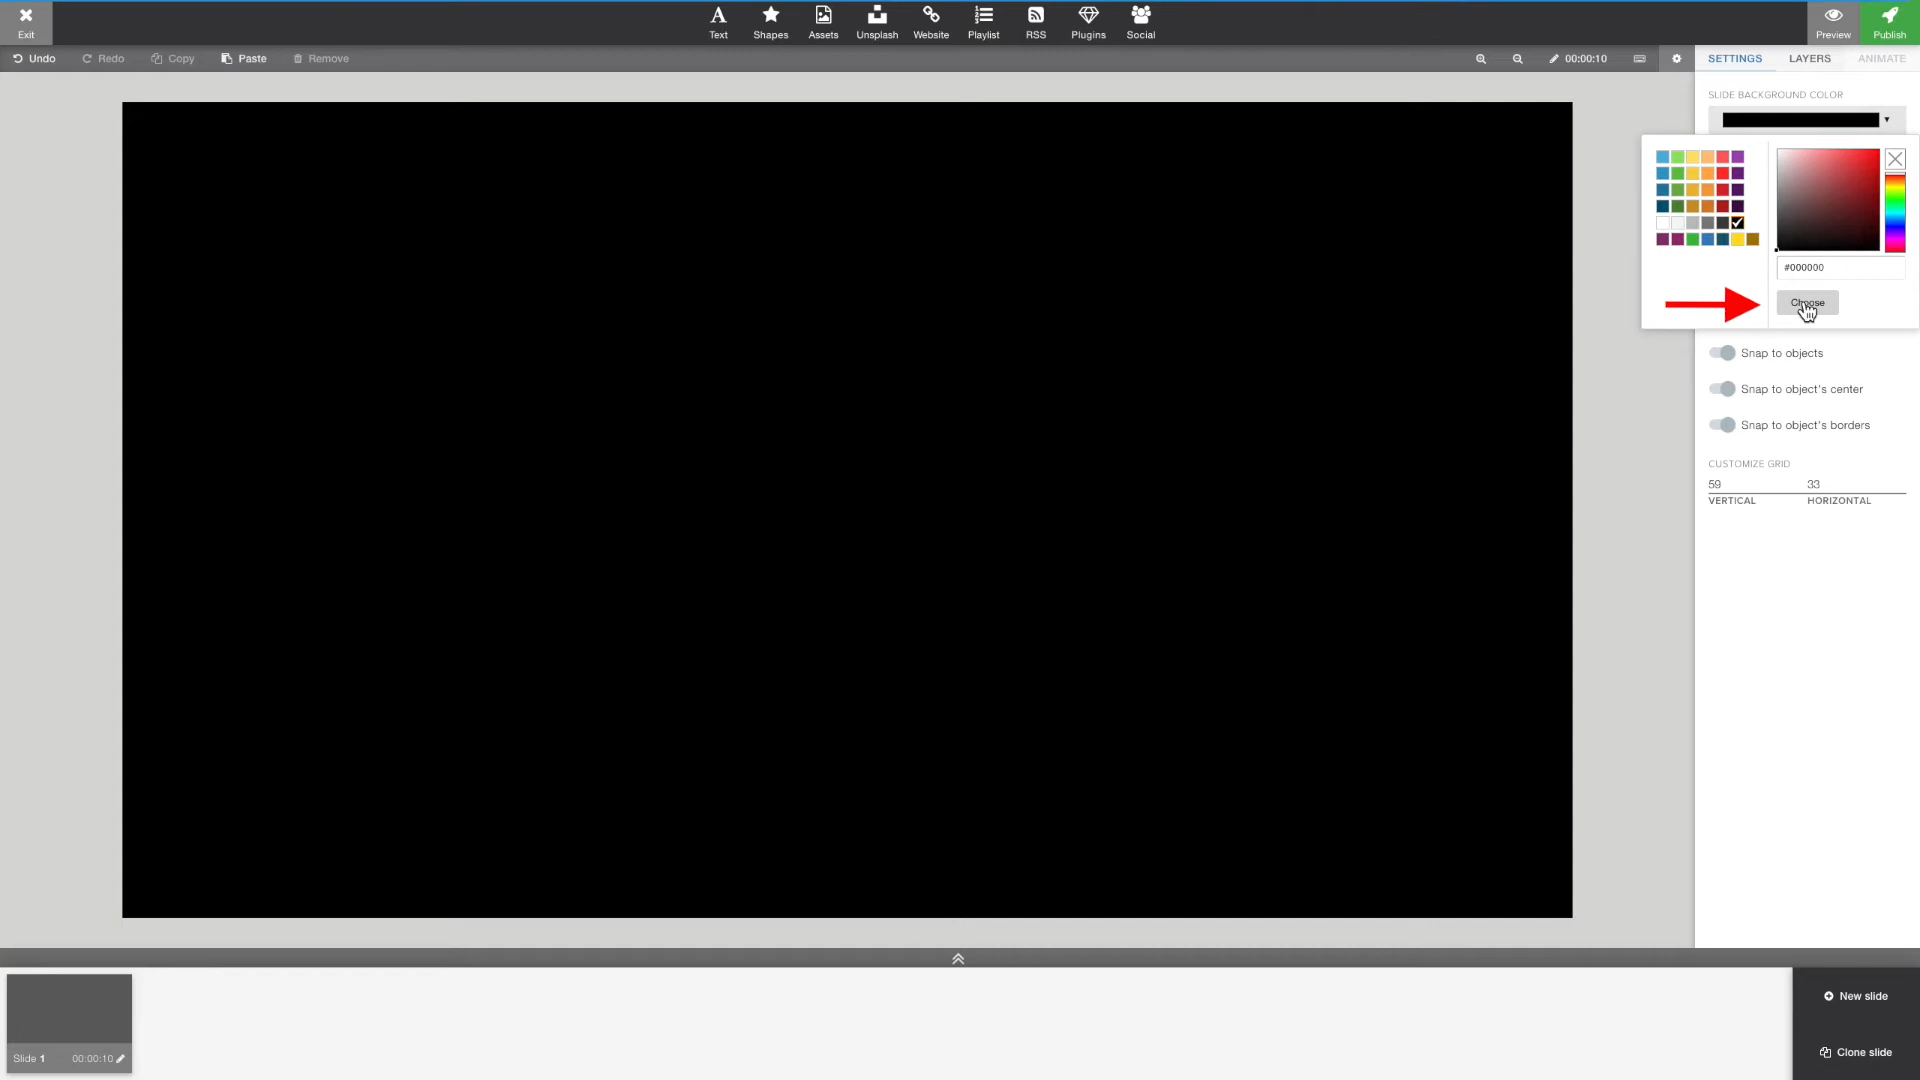 Exit
Text
Shapes
Assets
Unsplash
Website
Playlist
RSS
Plugins
Social
Preview
Publish
Undo
Redo
Copy
Paste
Remove
00:00:10
SETTINGS
LAYERS
ANIMATE
SLIDE BACKGROUND COLOR
#000000
Choose
Snap to objects
Snap to object's center
Snap to object's borders
CUSTOMIZE GRID
59 33
VERTICAL HORIZONTAL
Slide 1 00:00:10
New slide
Clone slide